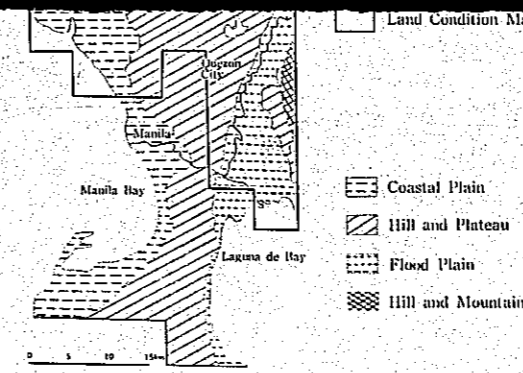 Land Condition Ma
Quezon
City
Manila
Manila Bay
Laguna de Bay
Coastal Plain
Hill and Plateau
Flood Plain
Hill and Mountain
0 5 10 15km